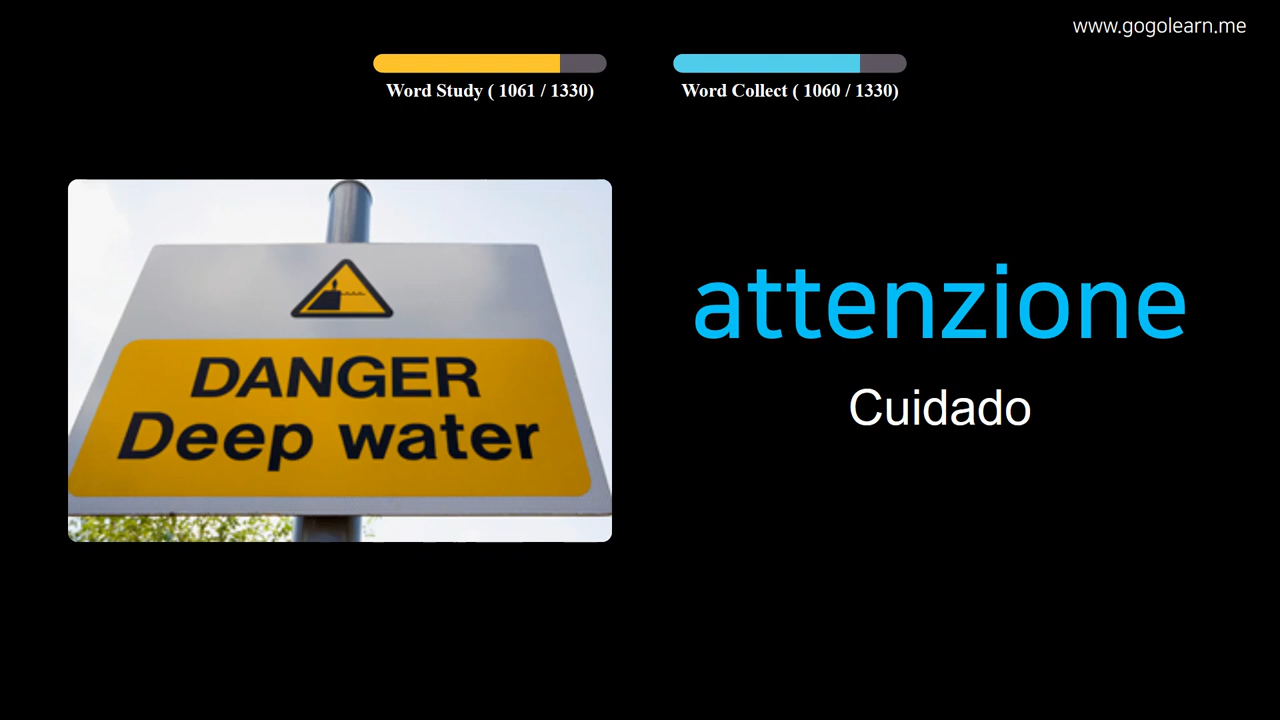 www.gogolearn.me
Word Study ( 1061 / 1330)
Word Collect ( 1060 / 1330)
DANGER
Deep water
attenzione
Cuidado